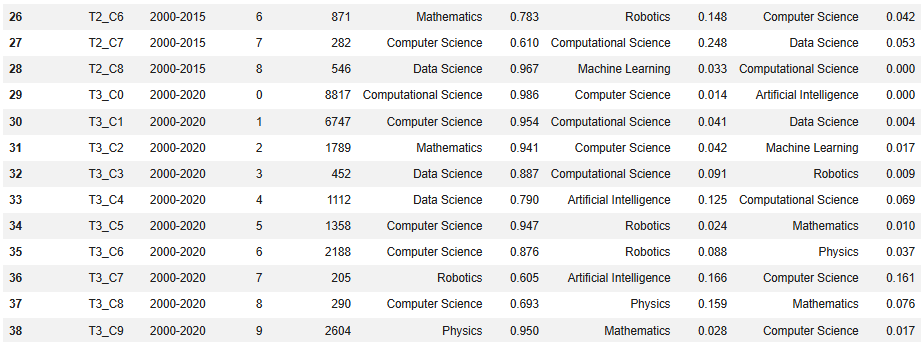 26 T2_C6 2000-2015 6 871 Mathematics 0.783 Robotics 0.148 Computer Science 0.042
27 T2_C7 2000-2015 7 282 Computer Science 0.610 Computational Science 0.248 Data Science 0.053
28 T2_C8 2000-2015 8 546 Data Science 0.967 Machine Learning 0.033 Computational Science 0.000
29 T3_C0 2000-2020 0 8817 Computational Science 0.986 Computer Science 0.014 Artificial Intelligence 0.000
30 T3_C1 2000-2020 1 6747 Computer Science 0.954 Computational Science 0.041 Data Science 0.004
31 T3_C2 2000-2020 2 1789 Mathematics 0.941 Computer Science 0.042 Machine Learning 0.017
32 T3_C3 2000-2020 3 452 Data Science 0.887 Computational Science 0.091 Robotics 0.009
33 T3_C4 2000-2020 4 1112 Data Science 0.790 Artificial Intelligence 0.125 Computational Science 0.069
34 T3_C5 2000-2020 5 1358 Computer Science 0.947 Robotics 0.024 Mathematics 0.010
35 T3_C6 2000-2020 6 2188 Computer Science 0.876 Robotics 0.088 Physics 0.037
36 T3_C7 2000-2020 7 205 Robotics 0.605 Artificial Intelligence 0.166 Computer Science 0.161
37 T3_C8 2000-2020 8 290 Computer Science 0.693 Physics 0.159 Mathematics 0.076
38 T3_C9 2000-2020 9 2604 Physics 0.950 Mathematics 0.028 Computer Science 0.017